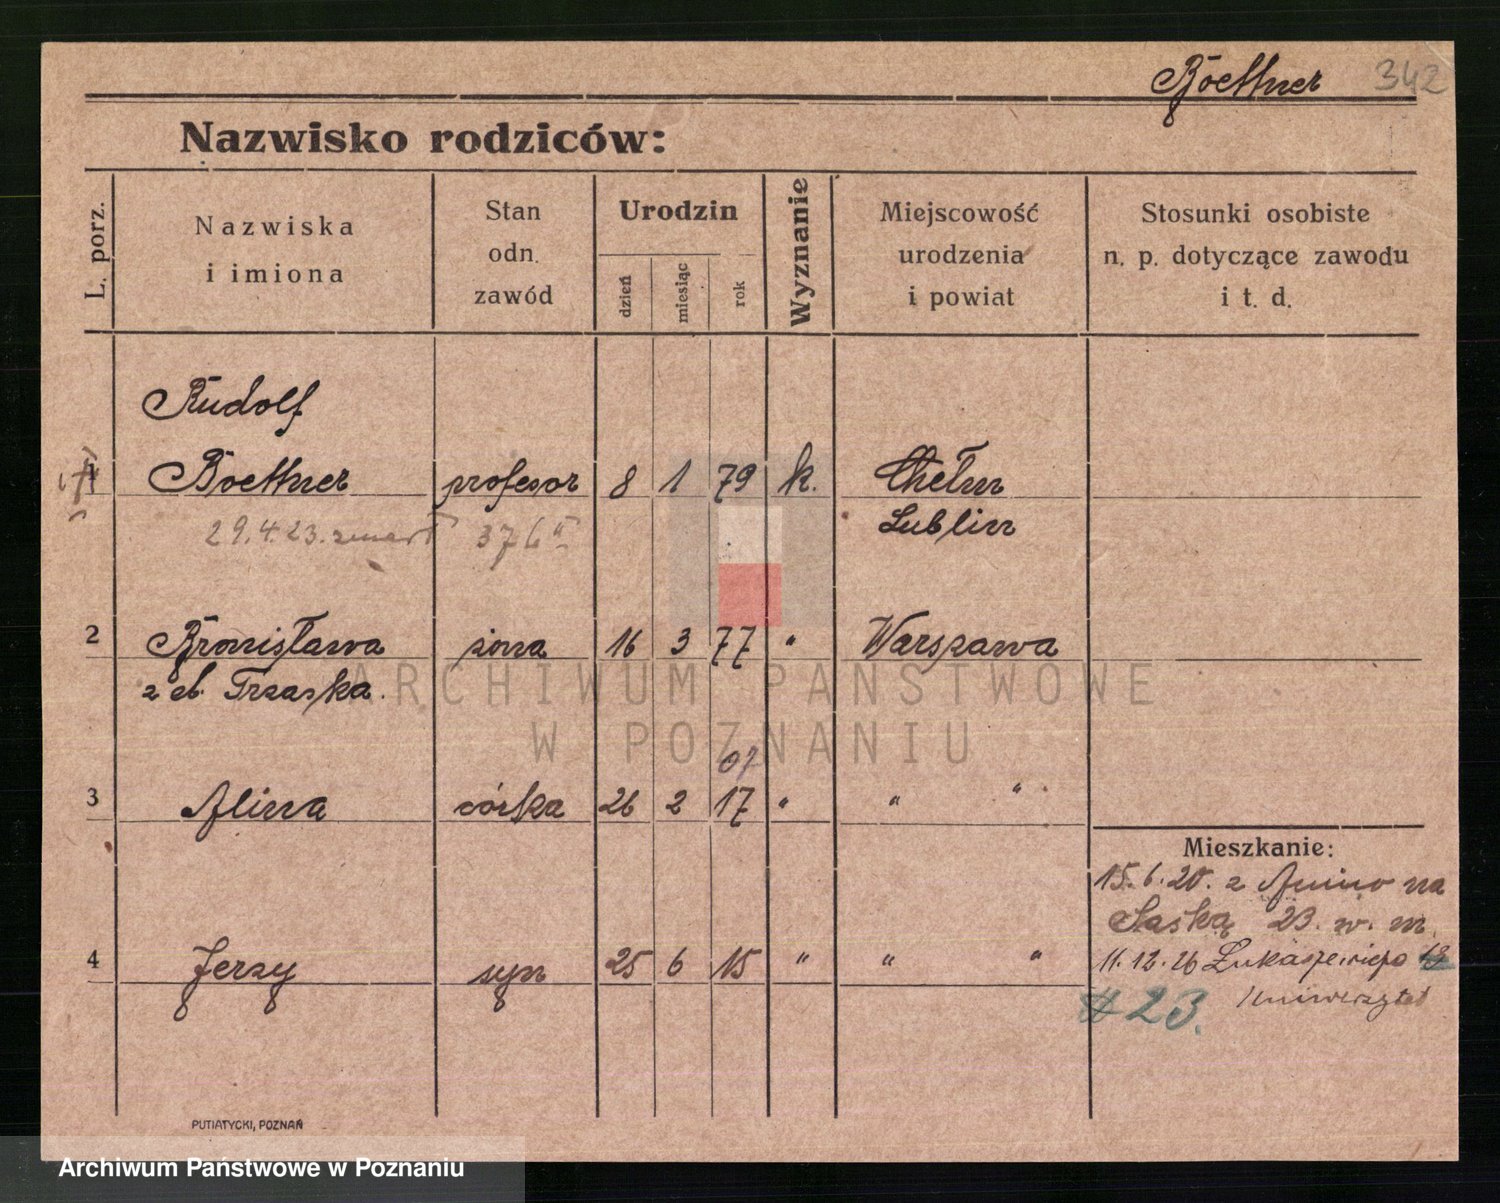 Boettner 342
Nazwisko rodziców:
L. porz.
Nazwiska
i imiona
Stan
odn.
zawód
Urodzin
dzień
miesiąc
rok
Wyznanie
Miejscowość
urodzenia
i powiat
Stosunki osobiste
n. p. dotyczące zawodu
i t. d.
Rudolf
1 Boettner profesor 8 1 79 k. Chełm
29.4.23. zmarł 376 Lublin
2 Bronisława żona 16 3 77 " Warszawa
z d. Trzaska.
ARCHIWUM PAŃSTWOWE
W POZNANIU
07
3 Alina córka 26 2 17 " " "
Mieszkanie:
15.6.20. z na
Saską 23. w. m.
4 Jerzy syn 25 6 15 " " "
11.12.26
Uniwersytet
23.
PUTIATYCKI, POZNAŃ
Archiwum Państwowe w Poznaniu